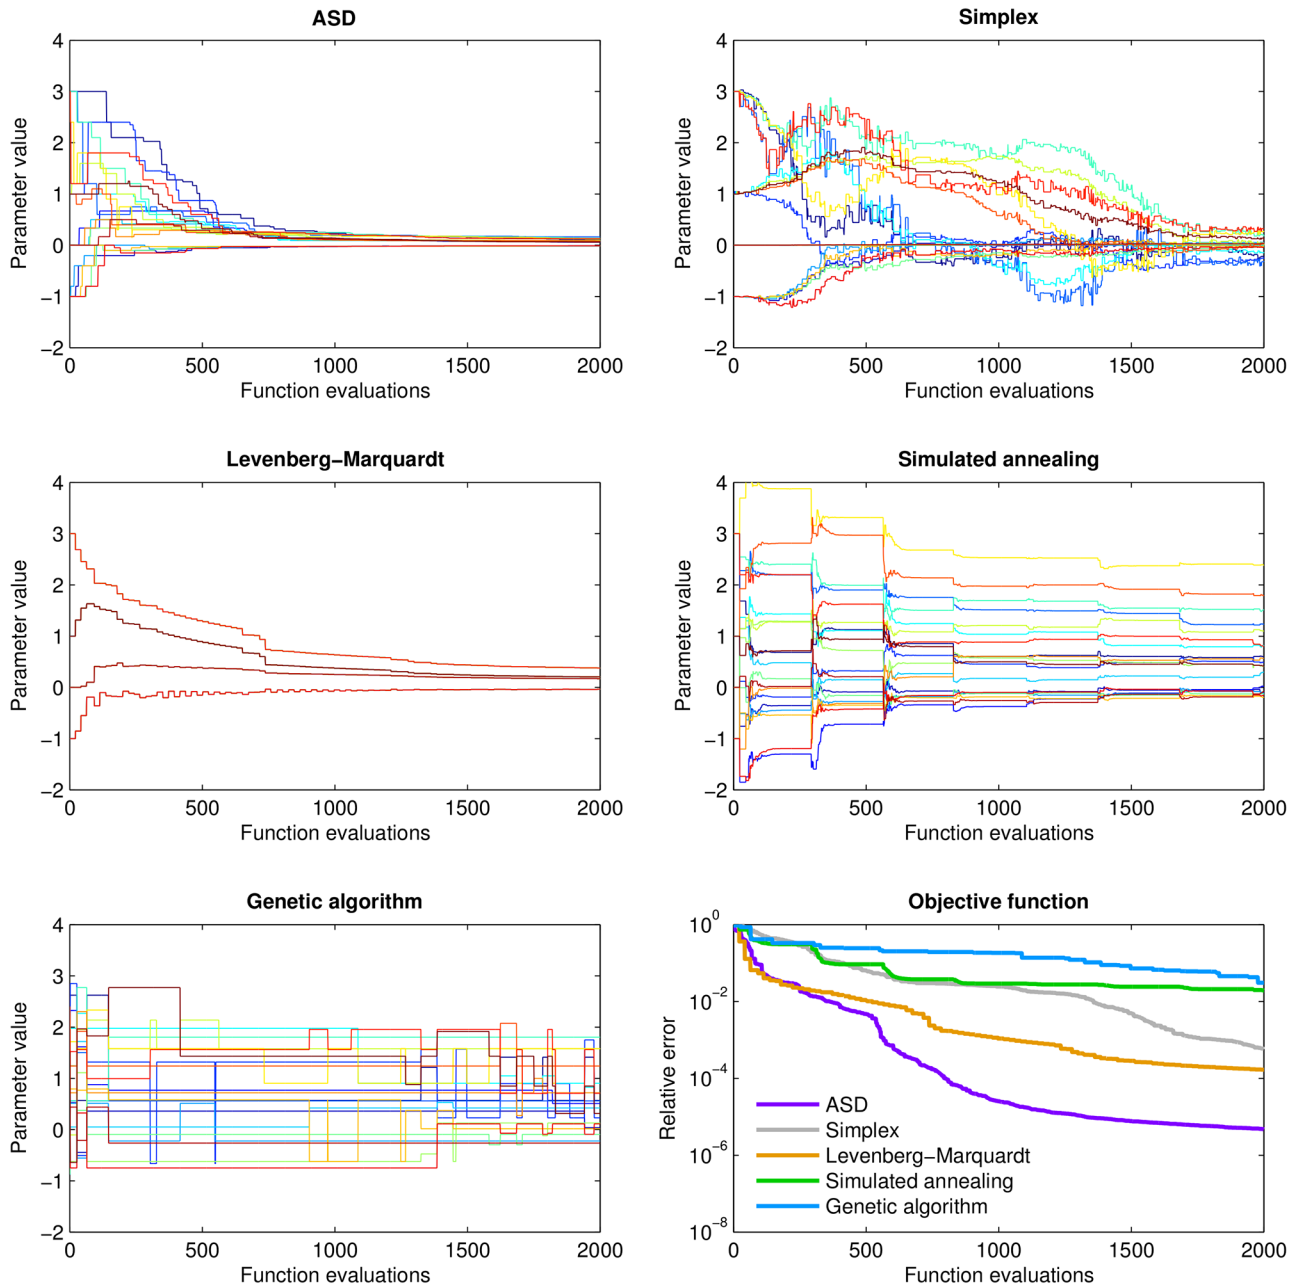 ASD
4
3
2
1
0
−1
−2
Parameter value
0 500 1000 1500 2000
Function evaluations
Simplex
4
3
2
1
0
−1
−2
Parameter value
0 500 1000 1500 2000
Function evaluations
Levenberg−Marquardt
4
3
2
1
0
−1
−2
Parameter value
0 500 1000 1500 2000
Function evaluations
Simulated annealing
4
3
2
1
0
−1
−2
Parameter value
0 500 1000 1500 2000
Function evaluations
Genetic algorithm
4
3
2
1
0
−1
−2
Parameter value
0 500 1000 1500 2000
Function evaluations
Objective function
10^0
10^−2
10^−4
10^−6
10^−8
Relative error
ASD
Simplex
Levenberg−Marquardt
Simulated annealing
Genetic algorithm
0 500 1000 1500 2000
Function evaluations